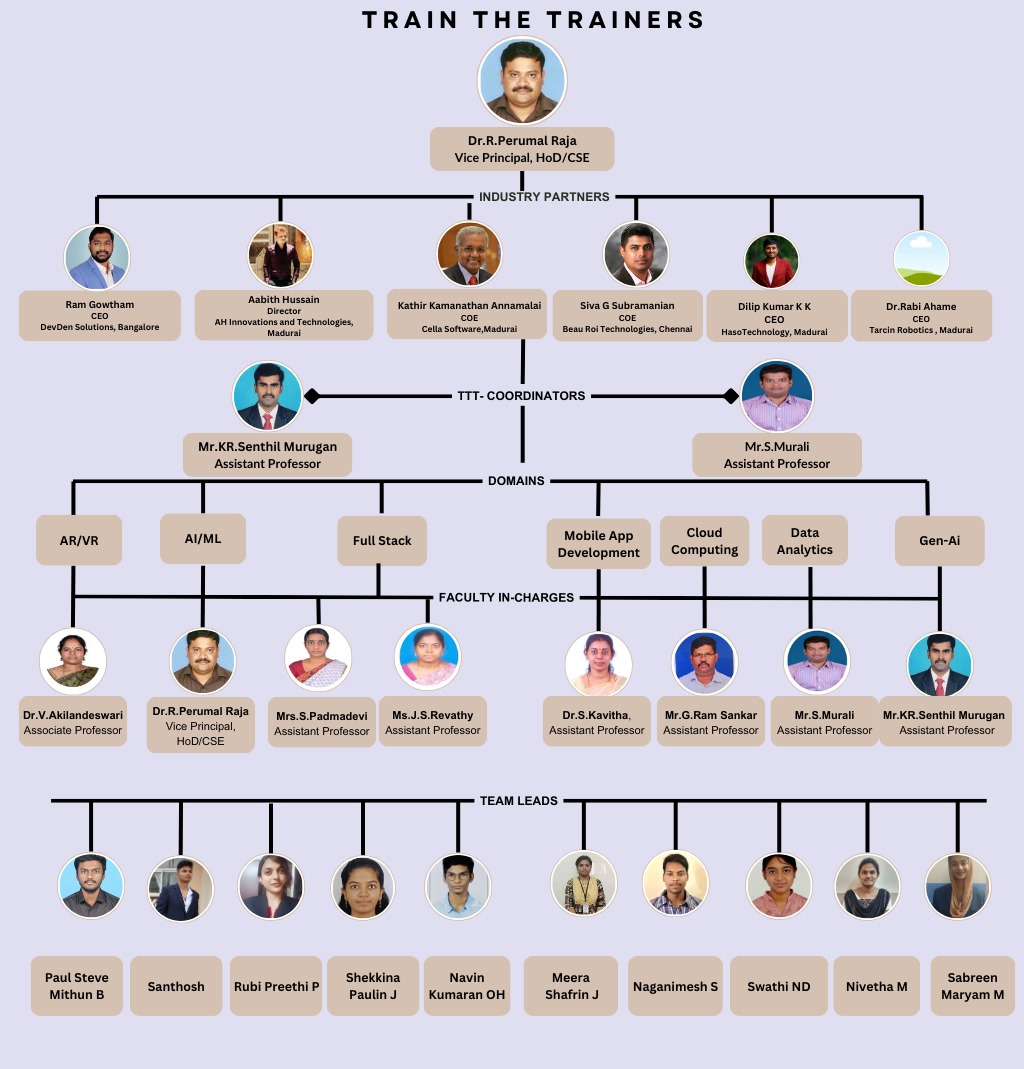 TRAIN THE TRAINERS
Dr.R.Perumal Raja
Vice Principal, HoD/CSE
INDUSTRY PARTNERS
Ram Gowtham
CEO
DevDen Solutions, Bangalore
Aabith Hussain
Director
AH Innovations and Technologies,
Madurai
Kathir Kamanathan Annamalai
COE
Cella Software,Madurai
Siva G Subramanian
COE
Beau Roi Technologies, Chennai
Dilip Kumar K K
CEO
HasoTechnology, Madurai
Dr.Rabi Ahame
CEO
Tarcin Robotics , Madurai
TTT- COORDINATORS
Mr.KR.Senthil Murugan
Assistant Professor
Mr.S.Murali
Assistant Professor
DOMAINS
AR/VR
AI/ML
Full Stack
Mobile App
Development
Cloud
Computing
Data
Analytics
Gen-Ai
FACULTY IN-CHARGES
Dr.V.Akilandeswari
Associate Professor
Dr.R.Perumal Raja
Vice Principal,
HoD/CSE
Mrs.S.Padmadevi
Assistant Professor
Ms.J.S.Revathy
Assistant Professor
Dr.S.Kavitha,
Assistant Professor
Mr.G.Ram Sankar
Assistant Professor
Mr.S.Murali
Assistant Professor
Mr.KR.Senthil Murugan
Assistant Professor
TEAM LEADS
Paul Steve
Mithun B
Santhosh
Rubi Preethi P
Shekkina
Paulin J
Navin
Kumaran OH
Meera
Shafrin J
Naganimesh S
Swathi ND
Nivetha M
Sabreen
Maryam M